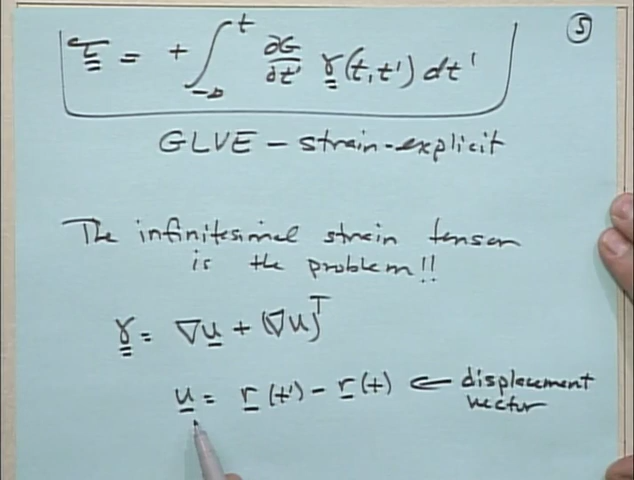 ⑤
τ = + ∫_{-∞}^{t} ∂G/∂t' γ(t,t') dt'
GLVE – strain-explicit
The infinitesimal strain tensor
is the problem!!
γ = ∇u + (∇u)ᵀ
u = r(t') – r(t) ← displacement
vector